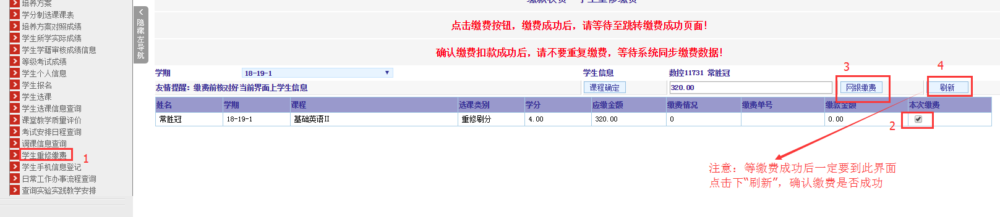 培养方案
学分制选课课表
培养方案对照成绩
学生所学实际成绩
学生学籍审核成绩信息
等级考试成绩
学生个人信息
学生报名
学生选课
学生选课信息查询
课堂教学质量评价
考试安排日程查询
调课信息查询
学生重修缴费 1
学生手机信息登记
日常工作办事流程查询
查询实验实践教学安排
隐藏左导航
点击缴费按钮，缴费成功后，请等待至跳转缴费成功页面！
确认缴费扣款成功后，请不要重复缴费，等待系统同步缴费数据！
学期 18-19-1 学生信息 数控11731 常胜冠 3 4
友情提醒：缴费前核对好当前界面上学生信息 课程确定 320.00 网银缴费 刷新
姓名 学期 课程 选课类别 学分 应缴金额 缴费情况 缴费单号 缴款金额 本次缴费
常胜冠 18-19-1 基础英语II 重修刷分 4.00 320.00 0 0.00 2
注意：等缴费成功后一定要到此界面
点击下“刷新”，确认缴费是否成功